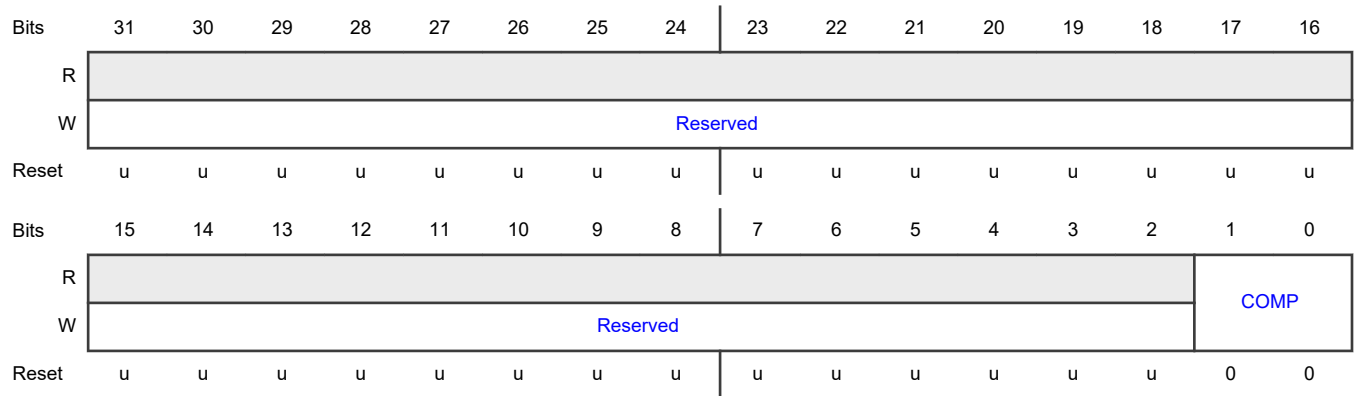 Bits 31 30 29 28 27 26 25 24 23 22 21 20 19 18 17 16
R
W Reserved
Reset u u u u u u u u u u u u u u u u
Bits 15 14 13 12 11 10 9 8 7 6 5 4 3 2 1 0
R
COMP
W Reserved
Reset u u u u u u u u u u u u u u 0 0